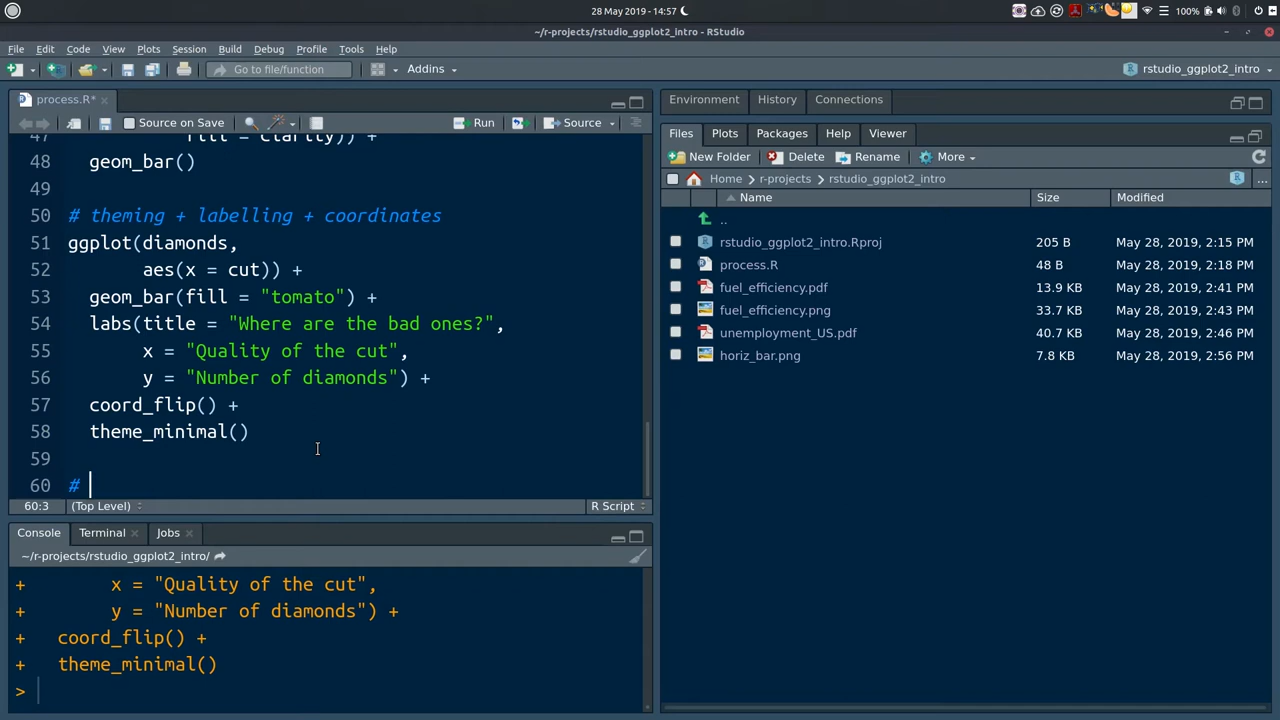 28 May 2019 - 14:57
100%
~/r-projects/rstudio_ggplot2_intro - RStudio
File Edit Code View Plots Session Build Debug Profile Tools Help
Go to file/function Addins rstudio_ggplot2_intro
process.R*
Source on Save Run Source
47 fill = clarity)) +
48 geom_bar()
49
50 # theming + labelling + coordinates
51 ggplot(diamonds,
52 aes(x = cut)) +
53 geom_bar(fill = "tomato") +
54 labs(title = "Where are the bad ones?",
55 x = "Quality of the cut",
56 y = "Number of diamonds") +
57 coord_flip() +
58 theme_minimal()
59
60 #
60:3 (Top Level) R Script
Console Terminal Jobs
~/r-projects/rstudio_ggplot2_intro/
+ x = "Quality of the cut",
+ y = "Number of diamonds") +
+ coord_flip() +
+ theme_minimal()
>
Environment History Connections
Files Plots Packages Help Viewer
New Folder Delete Rename More
Home r-projects rstudio_ggplot2_intro ...
Name Size Modified
..
rstudio_ggplot2_intro.Rproj 205 B May 28, 2019, 2:15 PM
process.R 48 B May 28, 2019, 2:18 PM
fuel_efficiency.pdf 13.9 KB May 28, 2019, 2:41 PM
fuel_efficiency.png 33.7 KB May 28, 2019, 2:43 PM
unemployment_US.pdf 40.7 KB May 28, 2019, 2:46 PM
horiz_bar.png 7.8 KB May 28, 2019, 2:56 PM